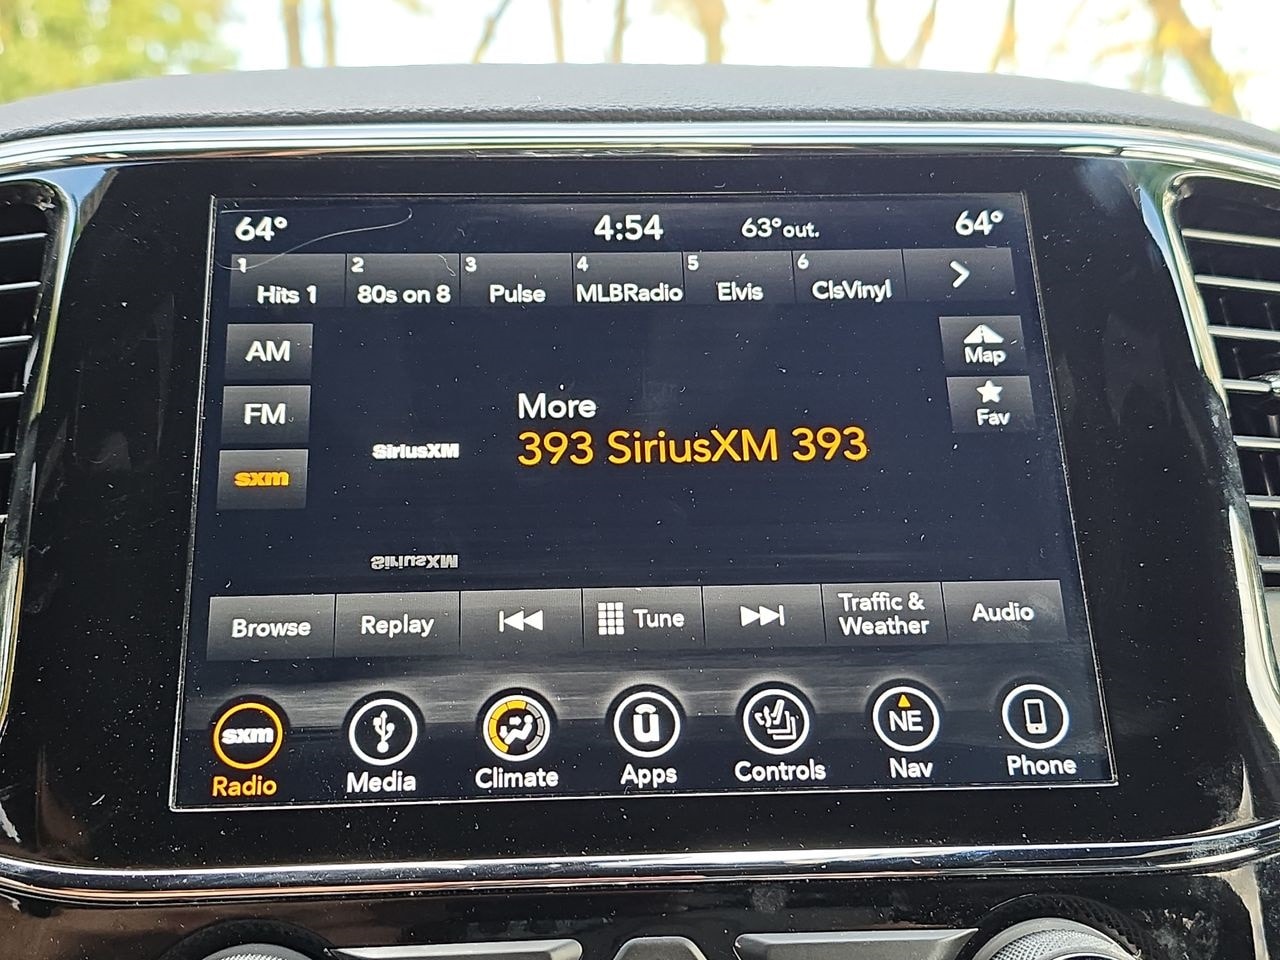 64° 4:54 63° out. 64°
1 2 3 4 5 6
Hits 1 80s on 8 Pulse MLBRadio Elvis ClsVinyl
AM
Map
FM
Fav
More
393 SiriusXM 393
SiriusXM
sxm
SiriusXM
Browse Replay Tune Traffic & Weather Audio
sxm NE
Radio Media Climate Apps Controls Nav Phone